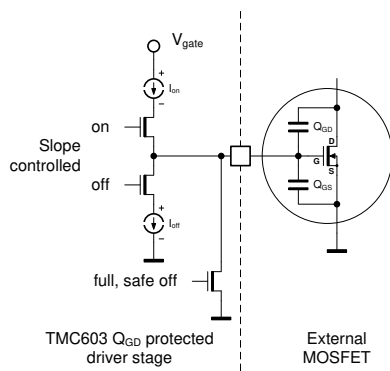 V_gate
+
I_on
−
on
Slope
controlled
off
+
I_off
−
full, safe off
Q_GD
D
G
S
Q_GS
TMC603 Q_GD protected
driver stage
External
MOSFET